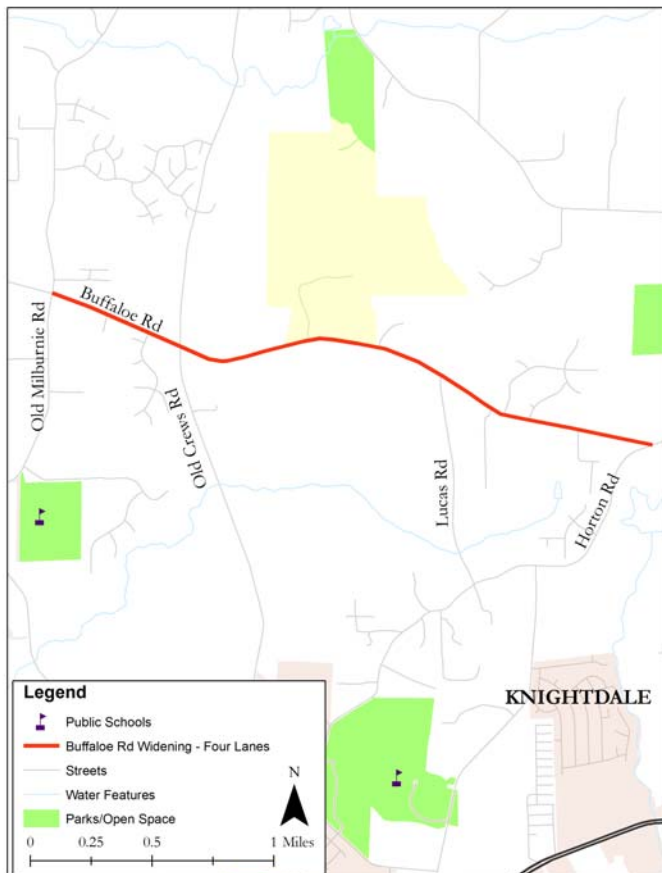 Buffaloe Rd
Old Milburnie Rd
Old Crews Rd
Lucas Rd
Horton Rd
KNIGHTDALE
Legend
Public Schools
Buffaloe Rd Widening - Four Lanes
Streets
Water Features
Parks/Open Space
N
0 0.25 0.5 1 Miles